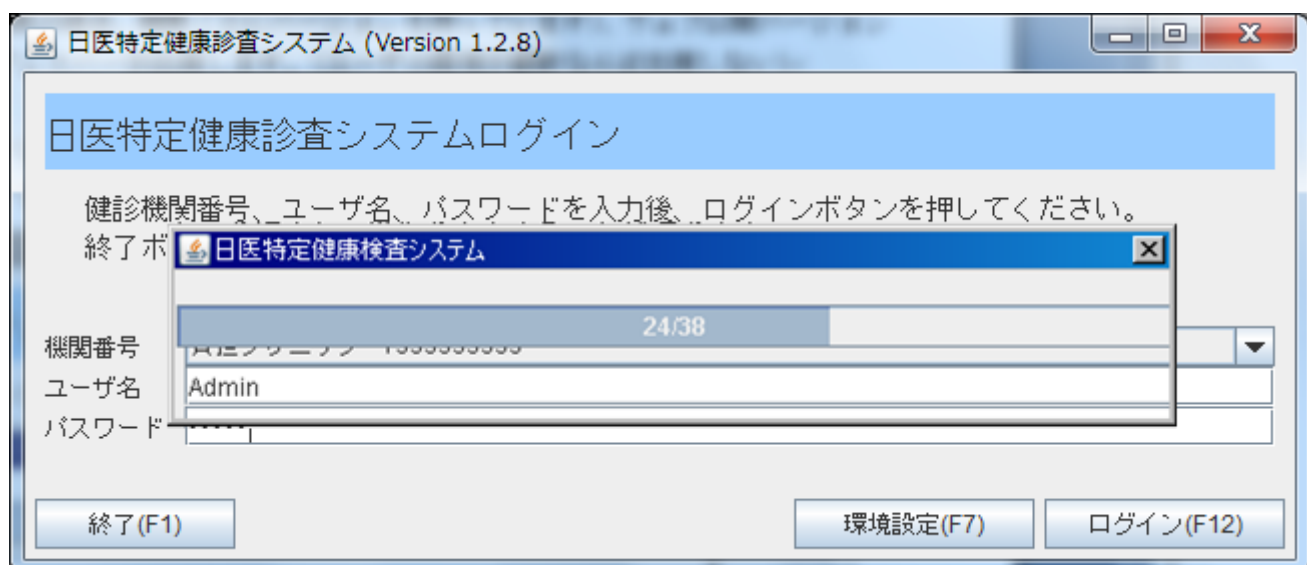 日医特定健康診査システム (Version 1.2.8)
日医特定健康診査システムログイン
健診機関番号、ユーザ名、パスワードを入力後、ログインボタンを押してください。
終了ボ
日医特定健康検査システム
24/38
機関番号
ユーザ名 Admin
パスワード
終了(F1) 環境設定(F7) ログイン(F12)